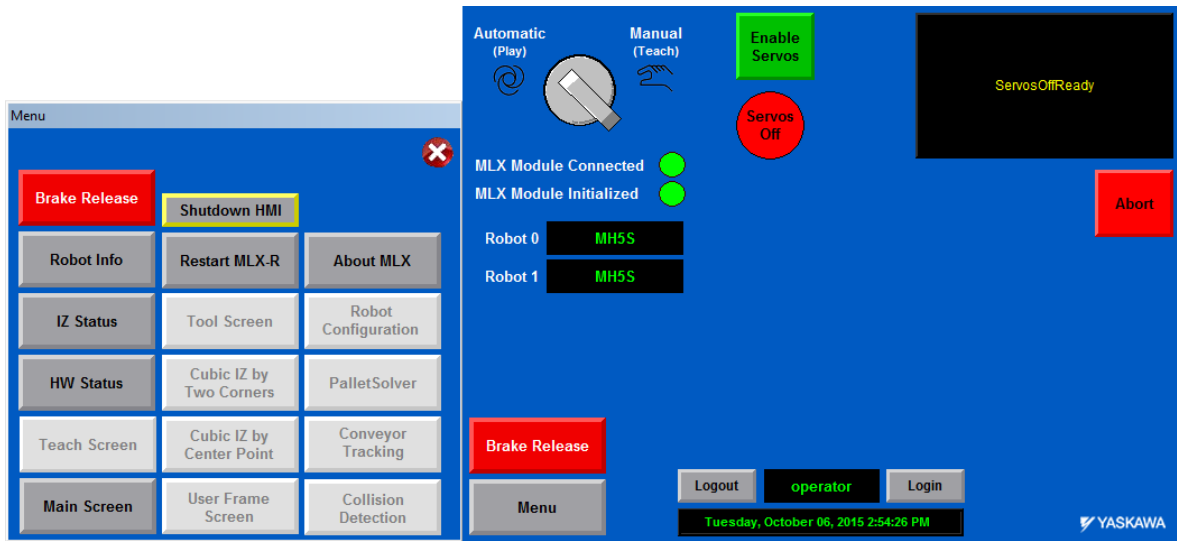 Menu
Brake Release
Shutdown HMI
Robot Info
Restart MLX-R
About MLX
IZ Status
Tool Screen
Robot
Configuration
HW Status
Cubic IZ by
Two Corners
PalletSolver
Teach Screen
Cubic IZ by
Center Point
Conveyor
Tracking
Main Screen
User Frame
Screen
Collision
Detection
Automatic
(Play)
Manual
(Teach)
Enable
Servos
ServosOffReady
Servos
Off
MLX Module Connected
MLX Module Initialized
Abort
Robot 0 MH5S
Robot 1 MH5S
Brake Release
Menu
Logout operator Login
Tuesday, October 06, 2015 2:54:26 PM
YASKAWA